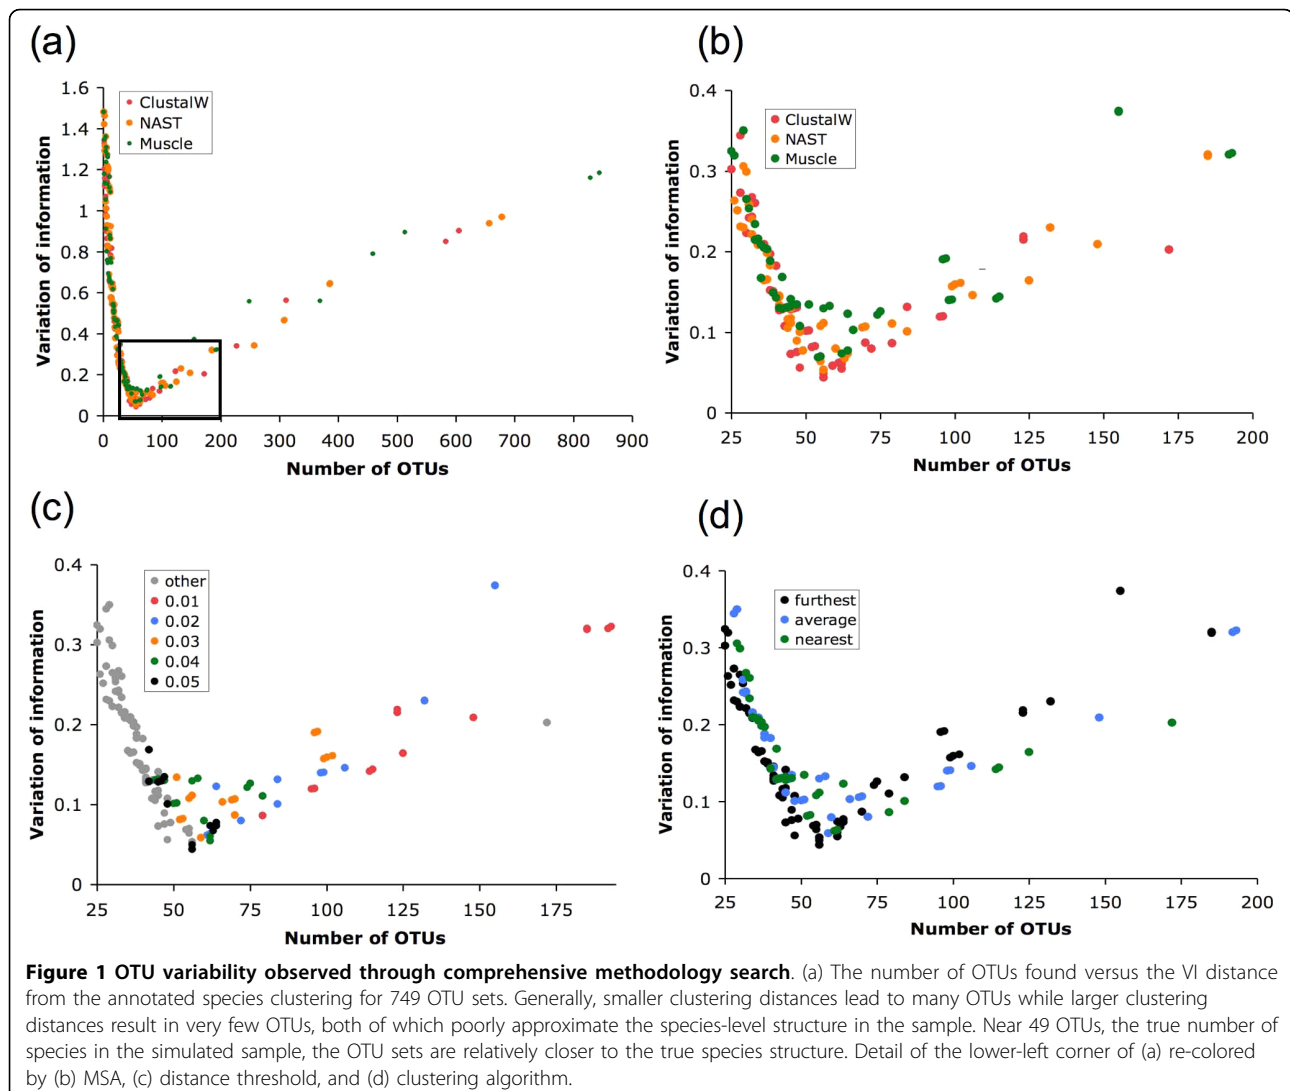 (a)
1.6
1.4
1.2
1
0.8
0.6
0.4
0.2
0
Variation of information
ClustalW
NAST
Muscle
0 100 200 300 400 500 600 700 800 900
Number of OTUs
(b)
0.4
0.3
0.2
0.1
0
Variation of information
ClustalW
NAST
Muscle
25 50 75 100 125 150 175 200
Number of OTUs
(c)
0.4
0.3
0.2
0.1
0
Variation of information
other
0.01
0.02
0.03
0.04
0.05
25 50 75 100 125 150 175
Number of OTUs
(d)
0.4
0.3
0.2
0.1
0
Variation of information
furthest
average
nearest
25 50 75 100 125 150 175 200
Number of OTUs
Figure 1 OTU variability observed through comprehensive methodology search. (a) The number of OTUs found versus the VI distance
from the annotated species clustering for 749 OTU sets. Generally, smaller clustering distances lead to many OTUs while larger clustering
distances result in very few OTUs, both of which poorly approximate the species-level structure in the sample. Near 49 OTUs, the true number of
species in the simulated sample, the OTU sets are relatively closer to the true species structure. Detail of the lower-left corner of (a) re-colored
by (b) MSA, (c) distance threshold, and (d) clustering algorithm.